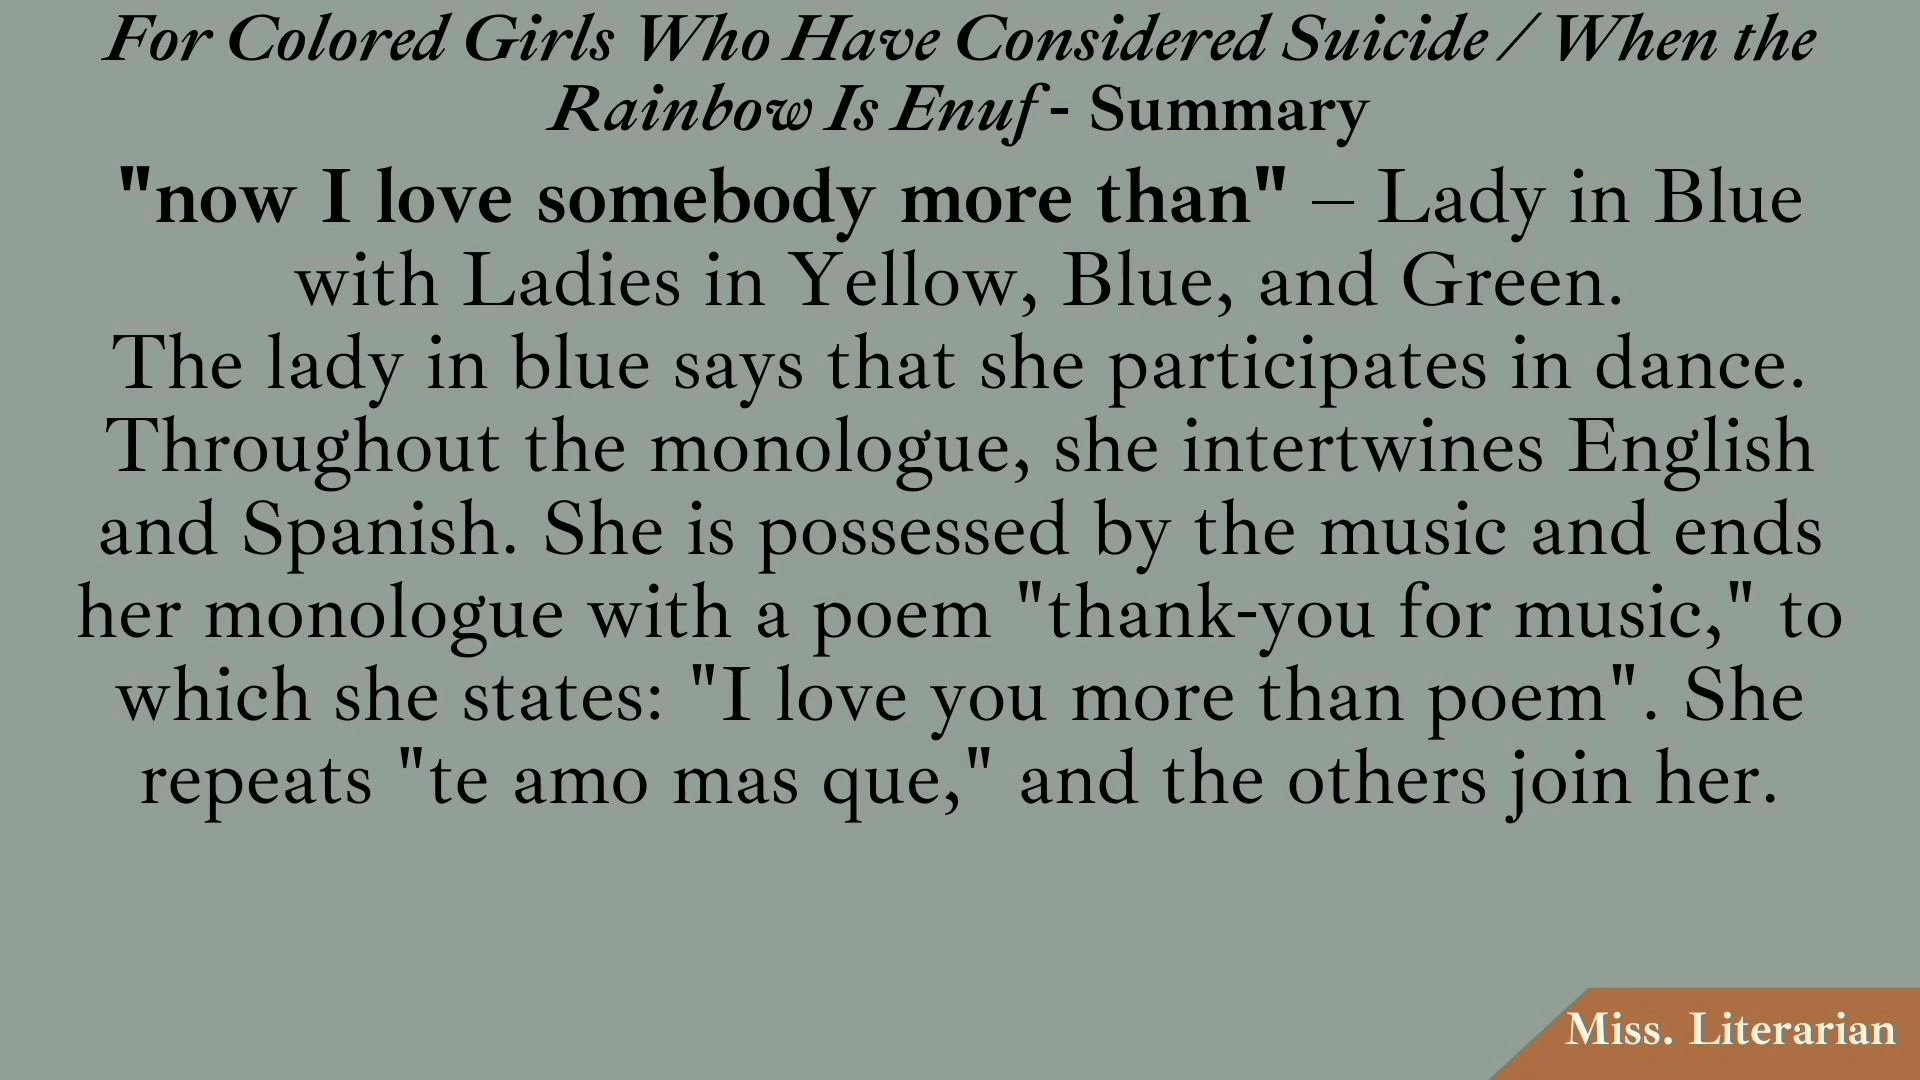 For Colored Girls Who Have Considered Suicide / When the
Rainbow Is Enuf - Summary
"now I love somebody more than" – Lady in Blue
with Ladies in Yellow, Blue, and Green.
The lady in blue says that she participates in dance.
Throughout the monologue, she intertwines English
and Spanish. She is possessed by the music and ends
her monologue with a poem "thank-you for music," to
which she states: "I love you more than poem". She
repeats "te amo mas que," and the others join her.
Miss. Literarian